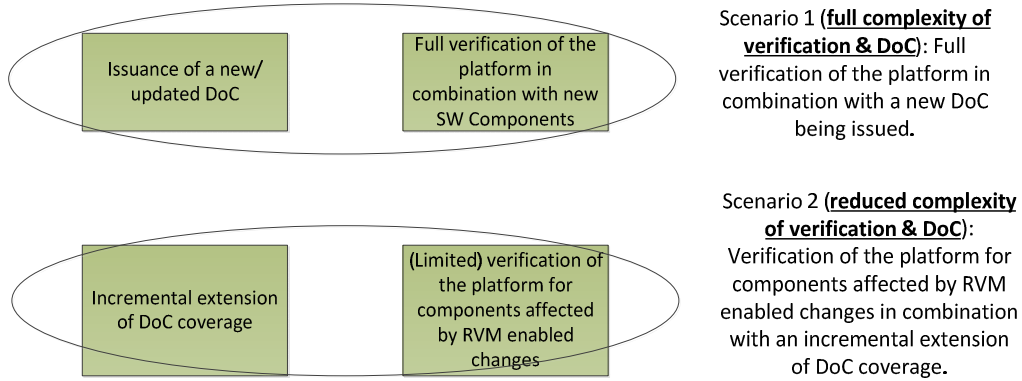 Issuance of a new/
updated DoC
Full verification of the
platform in
combination with new
SW Components
Scenario 1 (full complexity of
verification & DoC): Full
verification of the platform in
combination with a new DoC
being issued.
Incremental extension
of DoC coverage
(Limited) verification of
the platform for
components affected
by RVM enabled
changes
Scenario 2 (reduced complexity
of verification & DoC):
Verification of the platform for
components affected by RVM
enabled changes in combination
with an incremental extension
of DoC coverage.